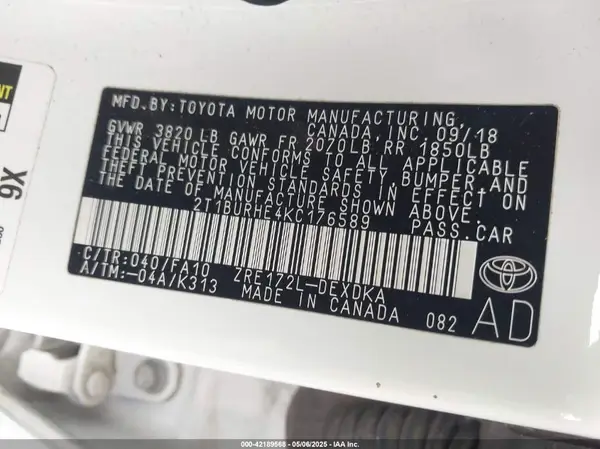 MFD. BY: TOYOTA MOTOR MANUFACTURING
CANADA, INC. 09/18
GVWR 3820 LB GAWR FR 2070LB RR 1850LB
THIS VEHICLE CONFORMS TO ALL APPLICABLE
FEDERAL MOTOR VEHICLE SAFETY, BUMPER, AND
THEFT PREVENTION STANDARDS IN EFFECT ON
THE DATE OF MANUFACTURE SHOWN ABOVE.
2T1BURHE4KC176589 PASS.CAR
C/TR:040/FA10
A/TM:-04A/K313
ZRE172L-DEXDKA
MADE IN CANADA
082
AD
TOYOTA
NT
X6
000-42189568 — 05/06/2025 — IAA Inc.